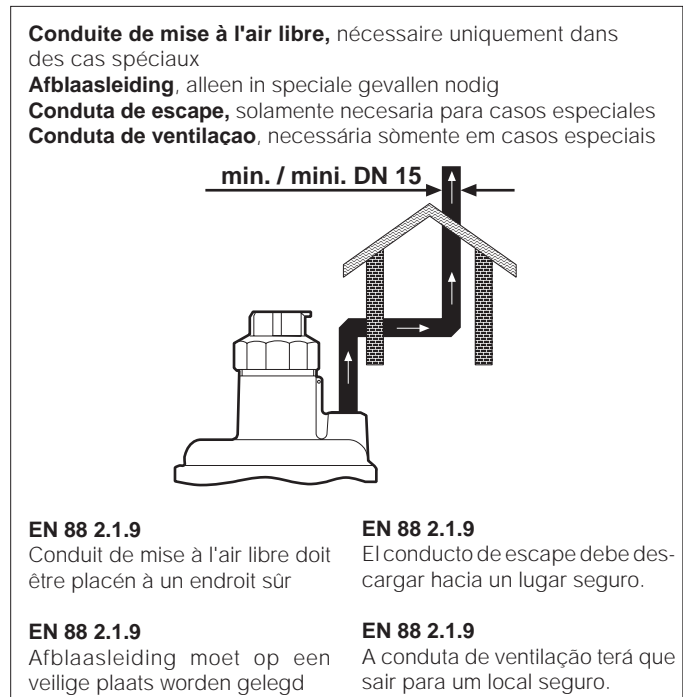 Conduite de mise à l'air libre, nécessaire uniquement dans
des cas spéciaux
Afblaasleiding, alleen in speciale gevallen nodig
Conduta de escape, solamente necesaria para casos especiales
Conduta de ventilaçao, necessária sòmente em casos especiais
min. / mini. DN 15
EN 88 2.1.9
Conduit de mise à l'air libre doit
être placén à un endroit sûr
EN 88 2.1.9
El conducto de escape debe des-
cargar hacia un lugar seguro.
EN 88 2.1.9
Afblaasleiding moet op een
veilige plaats worden gelegd
EN 88 2.1.9
A conduta de ventilação terá que
sair para um local seguro.